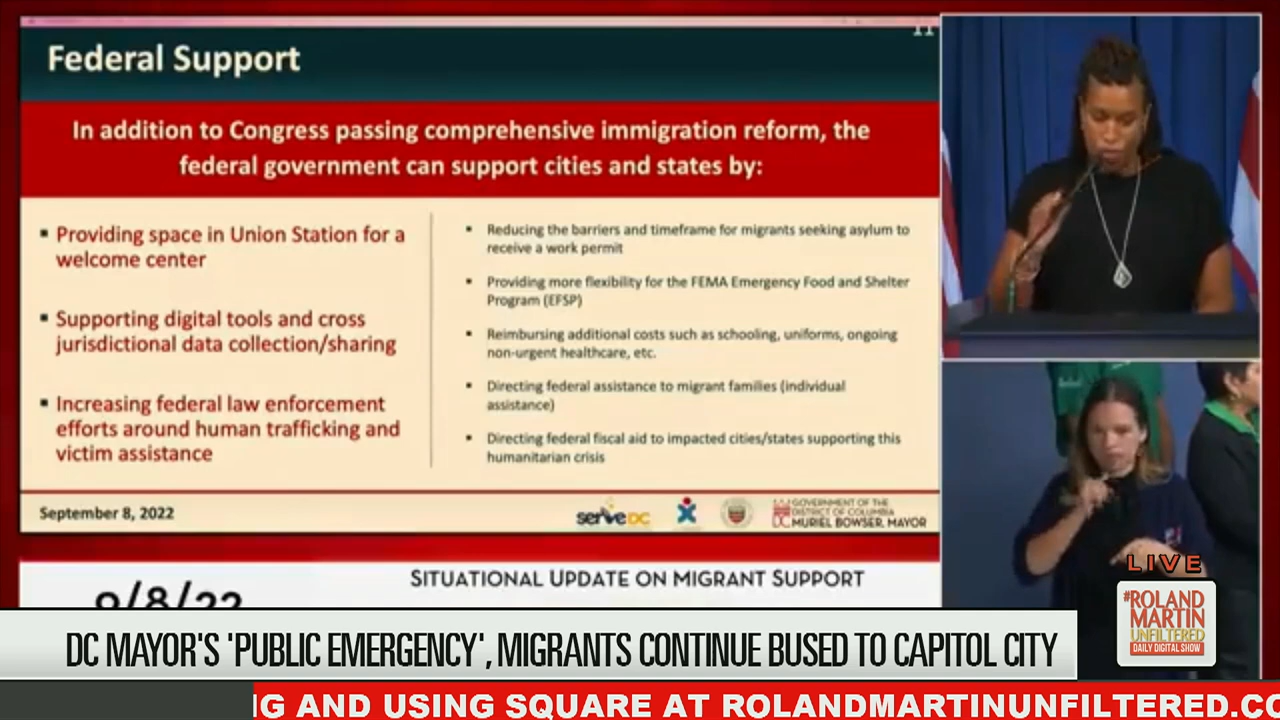 11
Federal Support
In addition to Congress passing comprehensive immigration reform, the
federal government can support cities and states by:
▪ Providing space in Union Station for a
welcome center
▪ Supporting digital tools and cross
jurisdictional data collection/sharing
▪ Increasing federal law enforcement
efforts around human trafficking and
victim assistance
▪ Reducing the barriers and timeframe for migrants seeking asylum to
receive a work permit
▪ Providing more flexibility for the FEMA Emergency Food and Shelter
Program (EFSP)
▪ Reimbursing additional costs such as schooling, uniforms, ongoing
non-urgent healthcare, etc.
▪ Directing federal assistance to migrant families (individual
assistance)
▪ Directing federal fiscal aid to impacted cities/states supporting this
humanitarian crisis
September 8, 2022
serveDC
GOVERNMENT OF THE
DISTRICT OF COLUMBIA
DC MURIEL BOWSER, MAYOR
9/8/22
SITUATIONAL UPDATE ON MIGRANT SUPPORT
LIVE
#ROLAND
MARTIN
UNFILTERED
DAILY DIGITAL SHOW
DC MAYOR'S 'PUBLIC EMERGENCY', MIGRANTS CONTINUE BUSED TO CAPITOL CITY
G AND USING SQUARE AT ROLANDMARTINUNFILTERED.CO